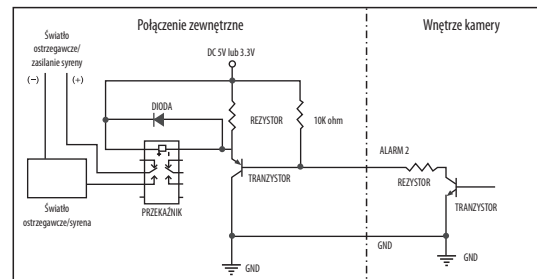 Połączenie zewnętrzne
Wnętrze kamery
Światło
ostrzegawcze/
zasilanie syreny
(−)
(+)
DC 5V lub 3.3V
DIODA
REZYSTOR
10K ohm
ALARM 2
REZYSTOR
TRANZYSTOR
TRANZYSTOR
PRZEKAŹNIK
Światło
ostrzegawcze/syrena
GND
GND
GND